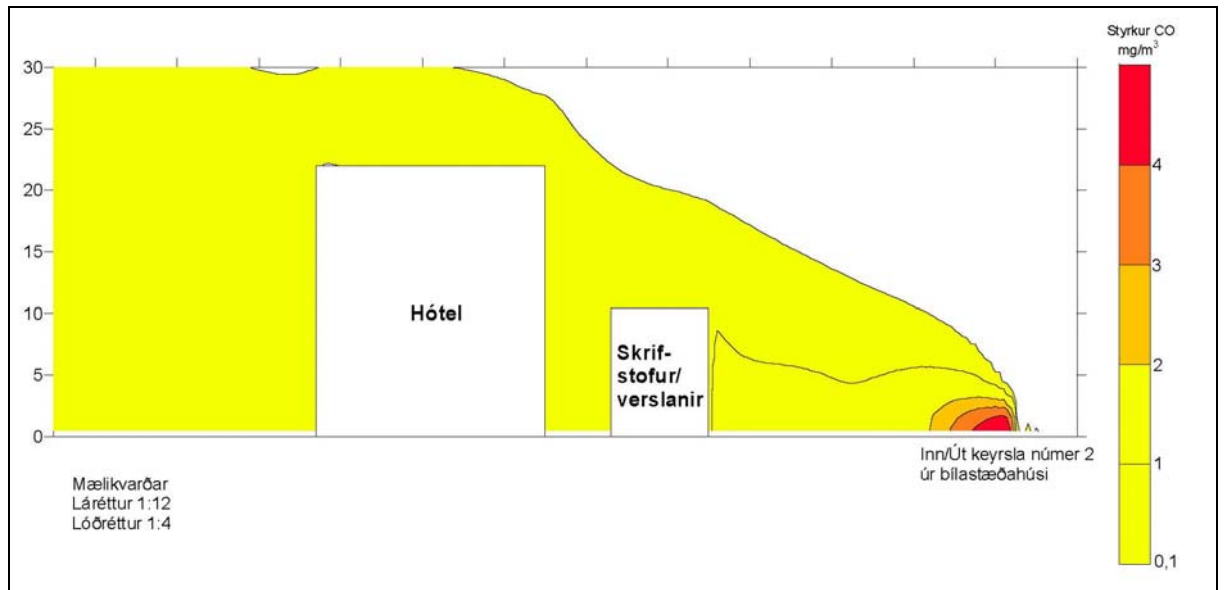 Styrkur CO
mg/m³
30
25
20
15
10
5
0
Hótel
Skrif-
stofur/
verslanir
4
3
2
1
0,1
Inn/Út keyrsla númer 2
úr bílastæðahúsi
Mælikvarðar
Láréttur 1:12
Lóðréttur 1:4